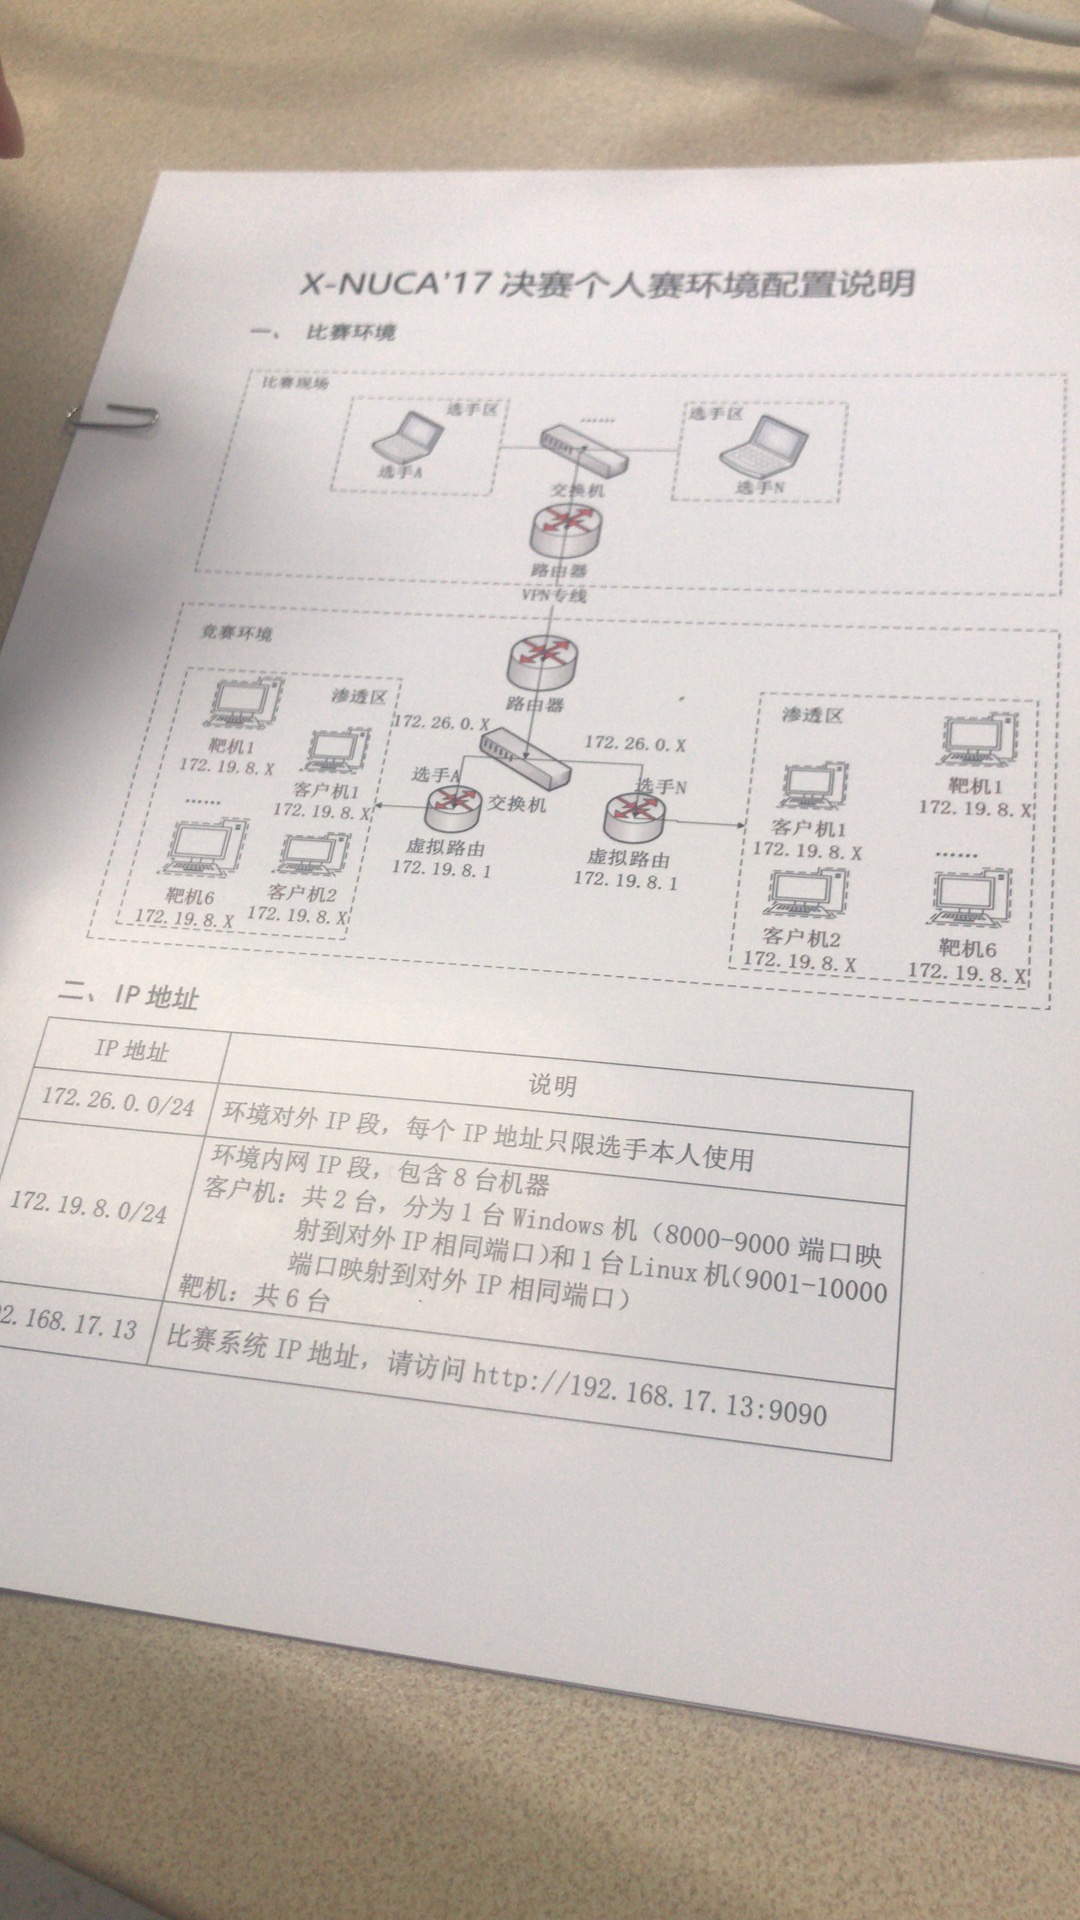 X-NUCA'17 决赛个人赛环境配置说明
一、 比赛环境
比赛现场
选手区
......
选手区
选手A
交换机
选手N
路由器
VPN专线
竞赛环境
路由器
渗透区
172.26.0.X
172.26.0.X
渗透区
靶机1
172.19.8.X
客户机1
172.19.8.X
......
选手A
交换机
选手N
虚拟路由
172.19.8.1
虚拟路由
172.19.8.1
靶机1
172.19.8.X
客户机1
172.19.8.X
......
靶机6
172.19.8.X
客户机2
172.19.8.X
客户机2
172.19.8.X
靶机6
172.19.8.X
二、IP 地址
IP 地址
说明
172.26.0.0/24
环境对外 IP 段，每个 IP 地址只限选手本人使用
172.19.8.0/24
环境内网 IP 段，包含 8 台机器
客户机：共 2 台，分为 1 台 Windows 机（8000-9000 端口映
射到对外 IP 相同端口）和 1 台 Linux 机（9001-10000
端口映射到对外 IP 相同端口）
靶机：共 6 台
2.168.17.13
比赛系统 IP 地址，请访问 http://192.168.17.13:9090